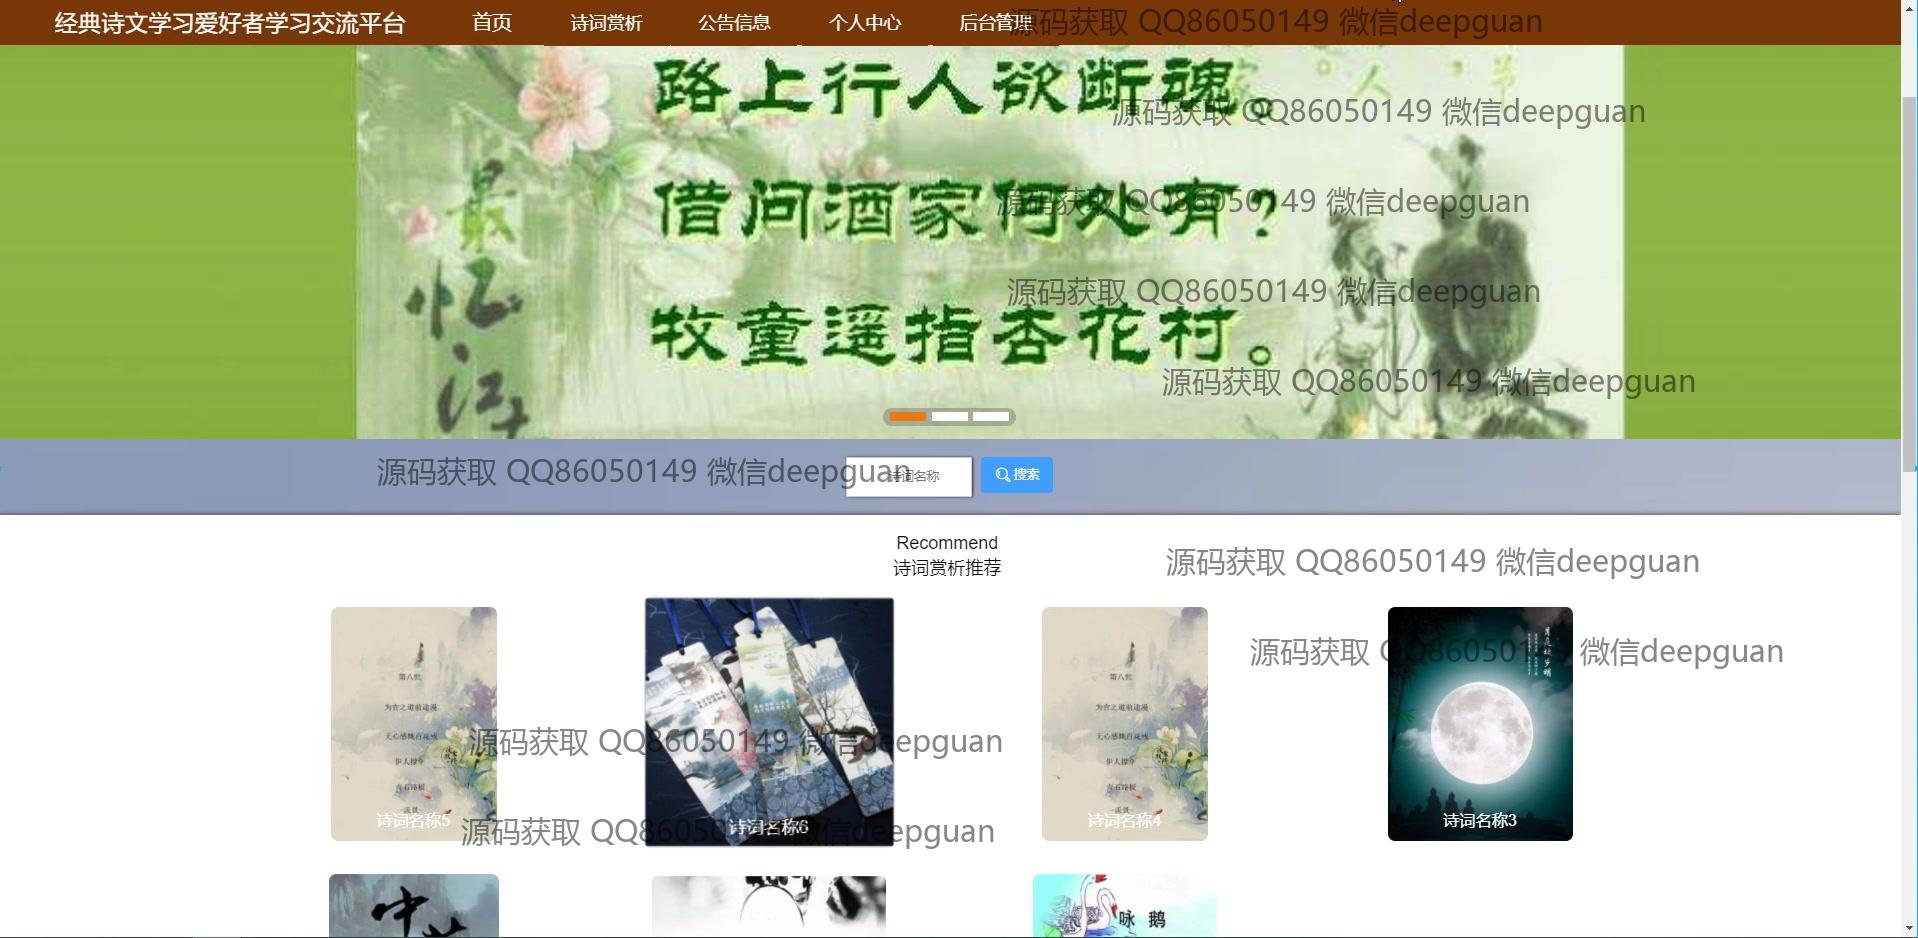 经典诗文学习爱好者学习交流平台 首页 诗词赏析 公告信息 个人中心 后台管理
源码获取 QQ86050149 微信deepguan
路上行人欲断魂
源码获取 QQ86050149 微信deepguan
借问酒家何处有?
源码获取 QQ86050149 微信deepguan
最
忆
江
源码获取 QQ86050149 微信deepguan
牧童遥指杏花村。
源码获取 QQ86050149 微信deepguan
源码获取 QQ86050149 微信deepguan
诗词名称 搜索
Recommend
诗词赏析推荐
源码获取 QQ86050149 微信deepguan
源码获取 QQ86050149 微信deepguan
源码获取 QQ86050149 微信deepguan
诗词名称5
诗词名称6
诗词名称4
诗词名称3
源码获取 QQ86050149 微信deepguan
咏 鹅